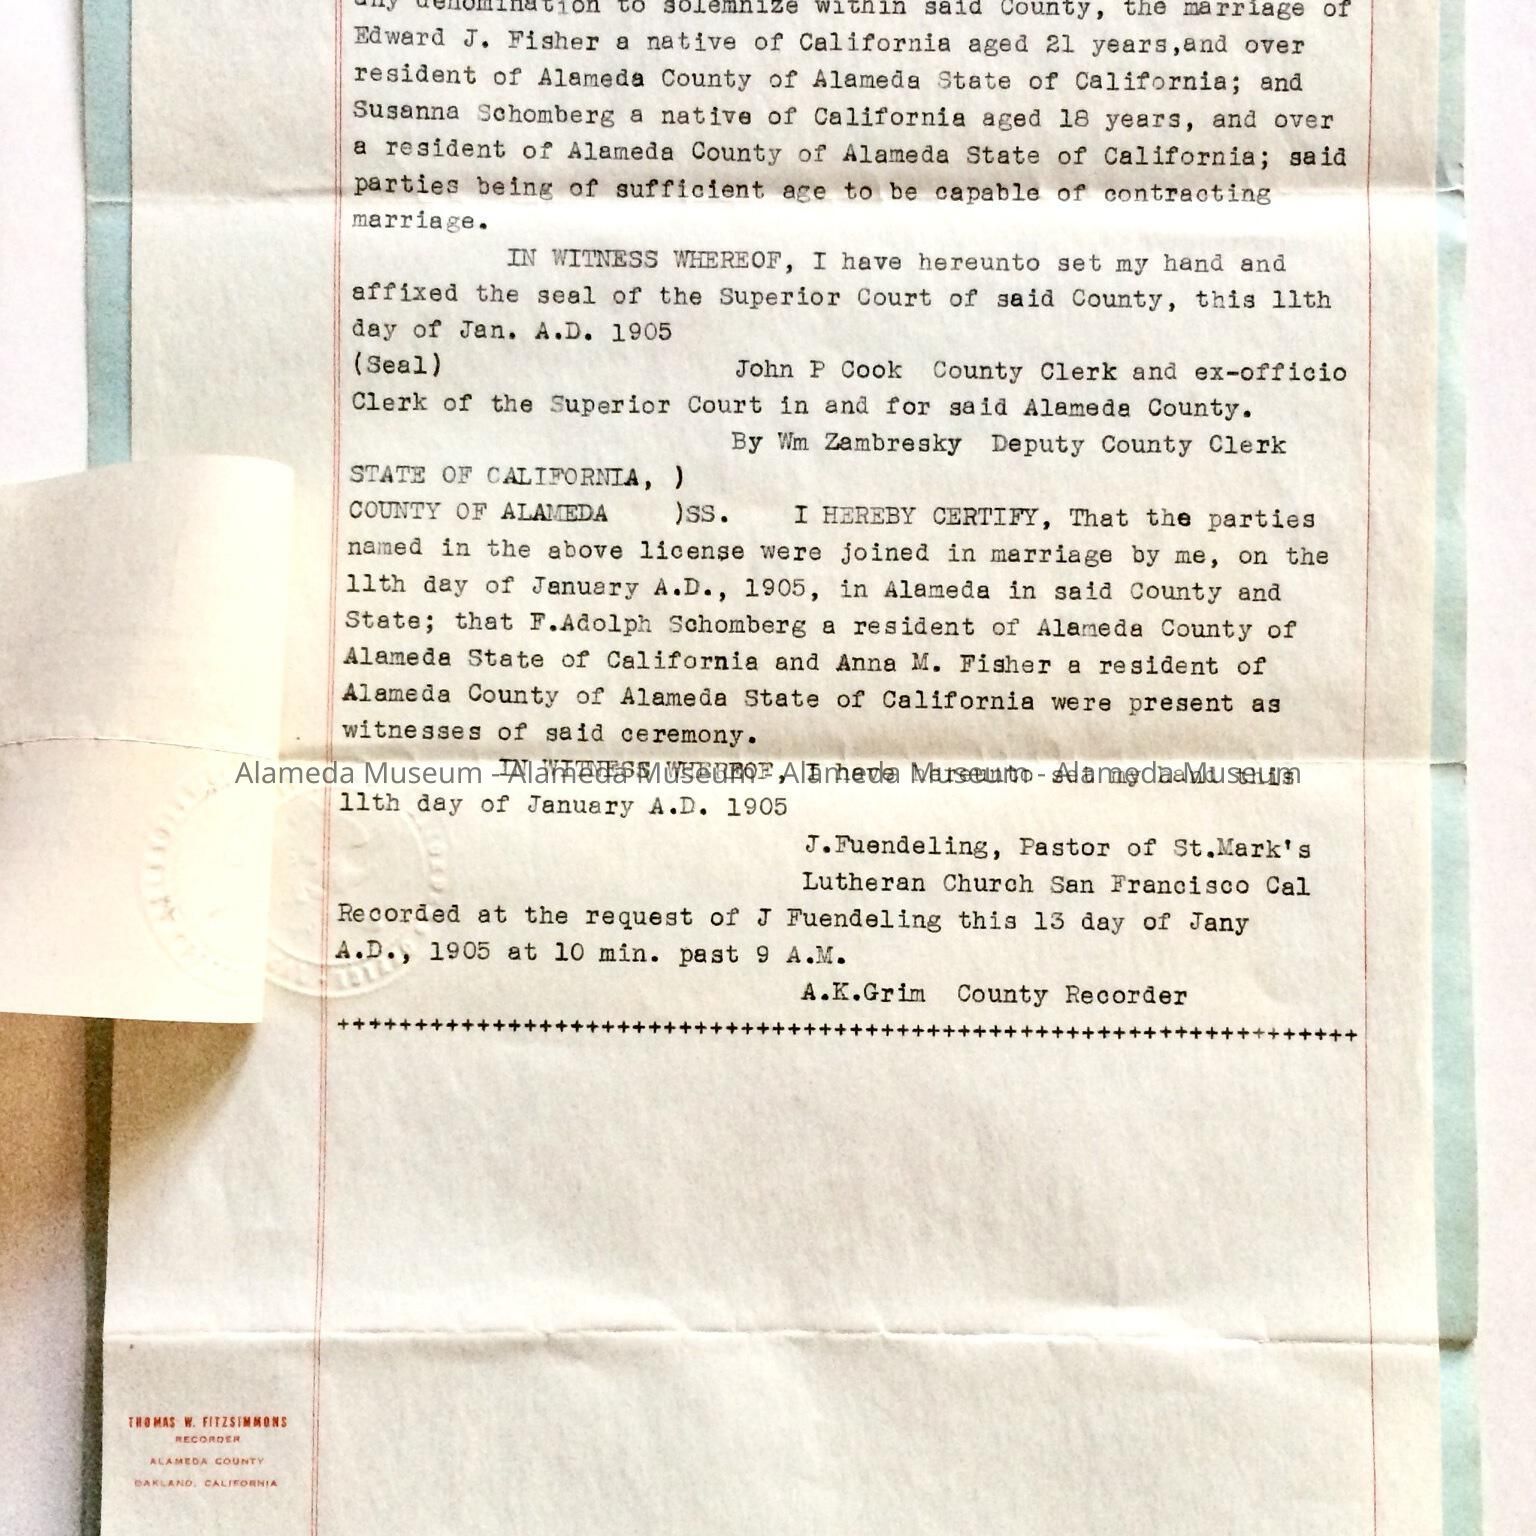 any denomination to solemnize within said County, the marriage of
Edward J. Fisher a native of California aged 21 years,and over
resident of Alameda County of Alameda State of California; and
Susanna Schomberg a native of California aged 18 years, and over
a resident of Alameda County of Alameda State of California; said
parties being of sufficient age to be capable of contracting
marriage.
IN WITNESS WHEREOF, I have hereunto set my hand and
affixed the seal of the Superior Court of said County, this 11th
day of Jan. A.D. 1905
(Seal) John P Cook County Clerk and ex-officio
Clerk of the Superior Court in and for said Alameda County.
By Wm Zambresky Deputy County Clerk
STATE OF CALIFORNIA, )
COUNTY OF ALAMEDA )SS. I HEREBY CERTIFY, That the parties
named in the above license were joined in marriage by me, on the
11th day of January A.D., 1905, in Alameda in said County and
State; that F.Adolph Schomberg a resident of Alameda County of
Alameda State of California and Anna M. Fisher a resident of
Alameda County of Alameda State of California were present as
witnesses of said ceremony.
IN WITNESS WHEREOF, I have hereunto set my hand this
Alameda Museum - Alameda Museum - Alameda Museum - Alameda Museum
11th day of January A.D. 1905
J.Fuendeling, Pastor of St.Mark's
Lutheran Church San Francisco Cal
Recorded at the request of J Fuendeling this 13 day of Jany
A.D., 1905 at 10 min. past 9 A.M.
A.K.Grim County Recorder
++++++++++++++++++++++++++++++++++++++++++++++++++++++++++++++++++
THOMAS W. FITZSIMMONS
RECORDER
ALAMEDA COUNTY
OAKLAND, CALIFORNIA